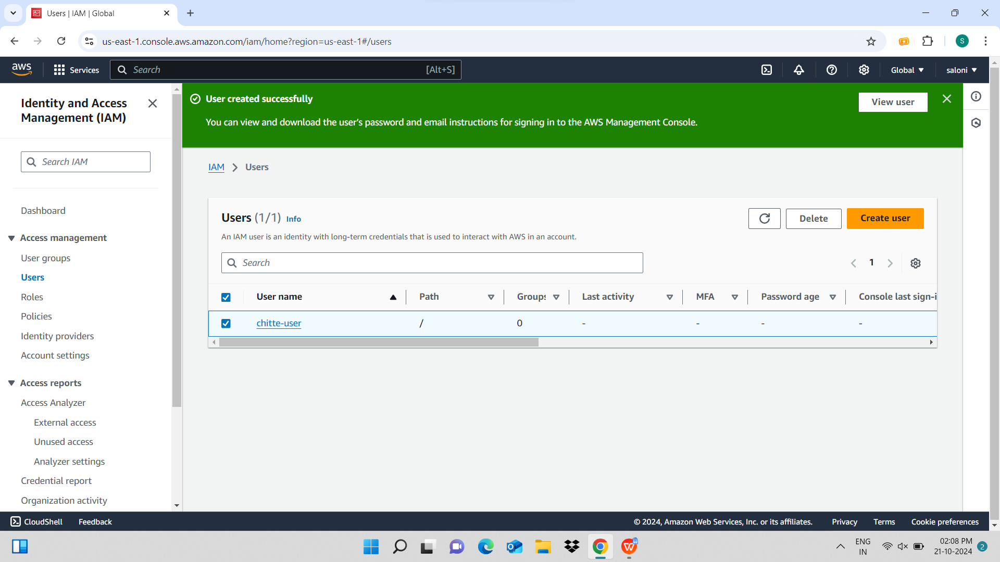 Users | IAM | Global
us-east-1.console.aws.amazon.com/iam/home?region=us-east-1#/users
S
aws
Services
Search
[Alt+S]
Global
saloni
Identity and Access
Management (IAM)
Search IAM
Dashboard
Access management
User groups
Users
Roles
Policies
Identity providers
Account settings
Access reports
Access Analyzer
External access
Unused access
Analyzer settings
Credential report
Organization activity
User created successfully
You can view and download the user's password and email instructions for signing in to the AWS Management Console.
View user
IAM > Users
Users (1/1) Info
An IAM user is an identity with long-term credentials that is used to interact with AWS in an account.
Delete
Create user
Search
1
User name Path Groups Last activity MFA Password age Console last sign-i
chitte-user / 0 - - - -
CloudShell Feedback
© 2024, Amazon Web Services, Inc. or its affiliates. Privacy Terms Cookie preferences
ENG
IN
02:08 PM
21-10-2024
2